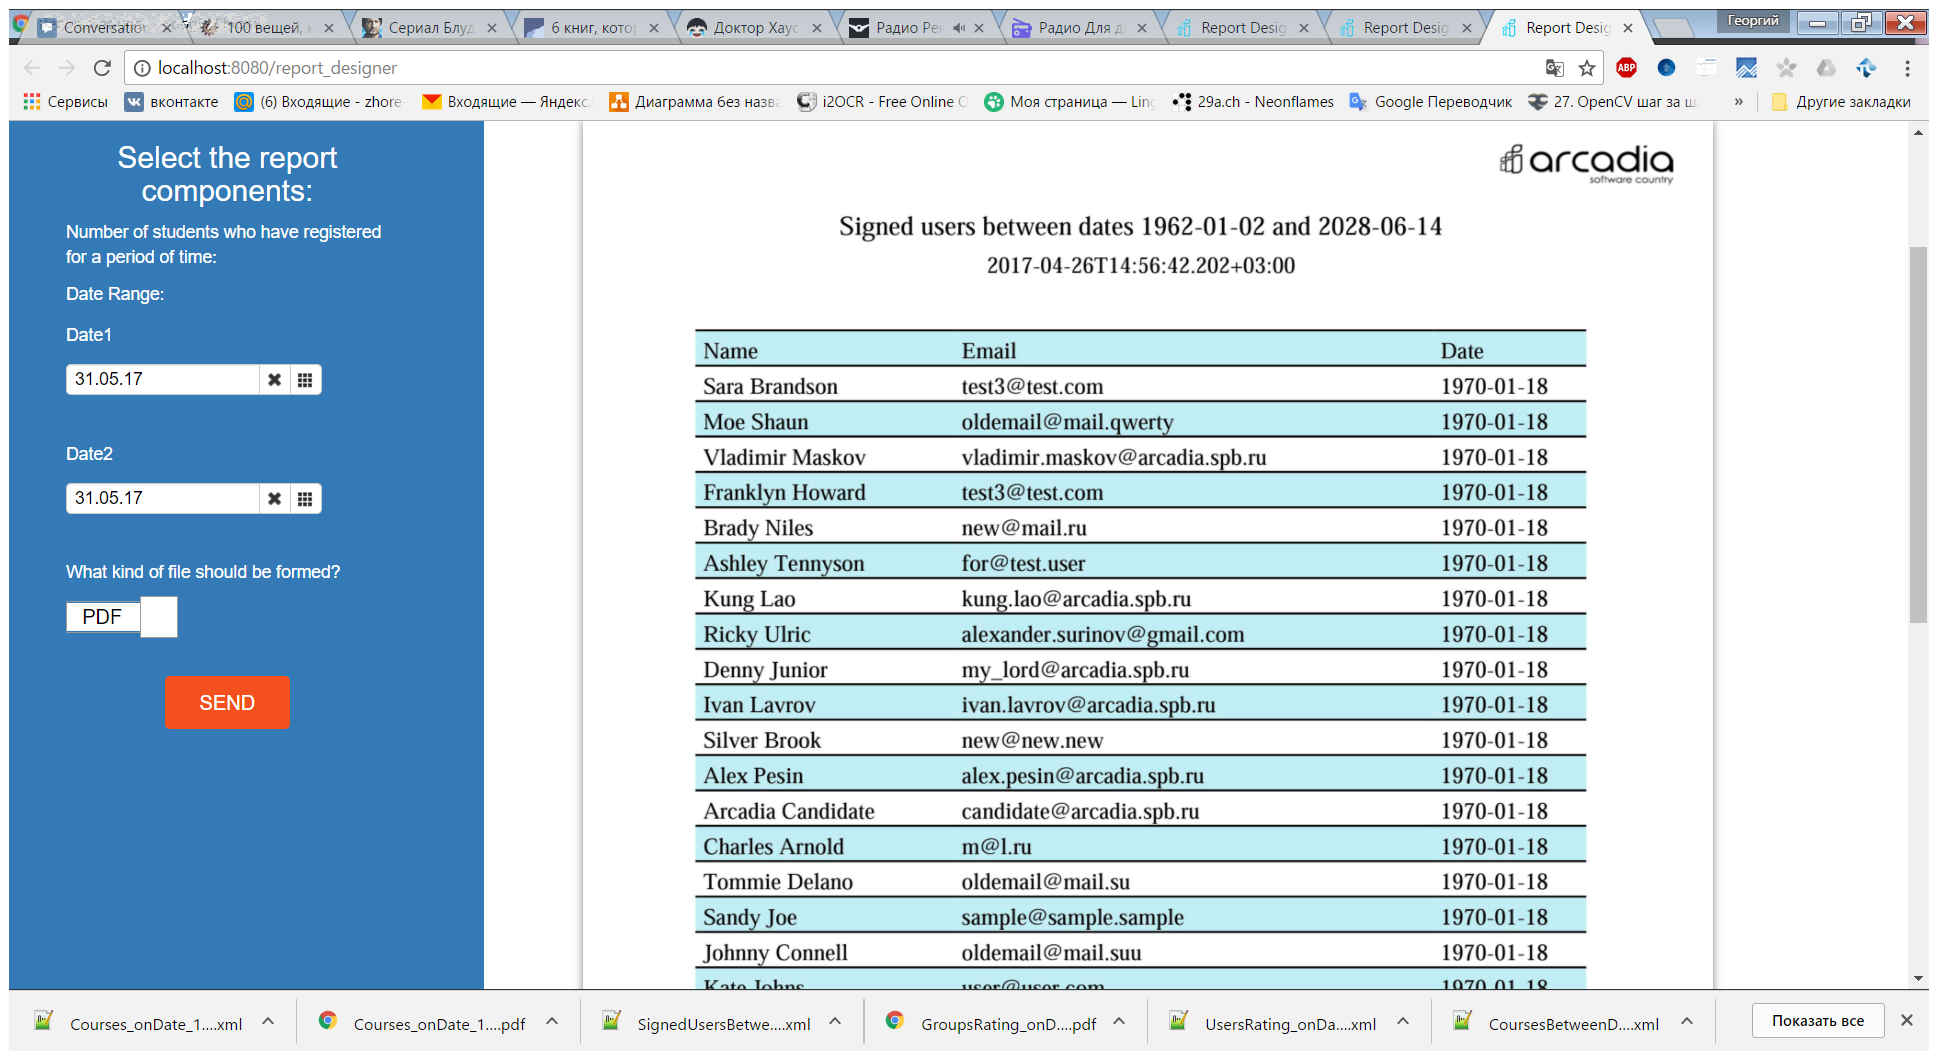 Conversation
100 вещей,
Сериал Блуд
6 книг, котор
Доктор Хаус
Радио Рек
Радио Для д
Report Desig
Report Desig
Report Desig
Георгий
localhost:8080/report_designer
ABP
Сервисы
вконтакте
(6) Входящие - zhore
Входящие — Яндекс.
Диаграмма без назва
i2OCR - Free Online O
Моя страница — Ling
29a.ch - Neonflames
Google Переводчик
27. OpenCV шаг за ша
»
Другие закладки
Select the report
components:
Number of students who have registered
for a period of time:
Date Range:
Date1
31.05.17
Date2
31.05.17
What kind of file should be formed?
PDF
SEND
arcadia
software country
Signed users between dates 1962-01-02 and 2028-06-14
2017-04-26T14:56:42.202+03:00
Name Email Date
Sara Brandson test3@test.com 1970-01-18
Moe Shaun oldemail@mail.qwerty 1970-01-18
Vladimir Maskov vladimir.maskov@arcadia.spb.ru 1970-01-18
Franklyn Howard test3@test.com 1970-01-18
Brady Niles new@mail.ru 1970-01-18
Ashley Tennyson for@test.user 1970-01-18
Kung Lao kung.lao@arcadia.spb.ru 1970-01-18
Ricky Ulric alexander.surinov@gmail.com 1970-01-18
Denny Junior my_lord@arcadia.spb.ru 1970-01-18
Ivan Lavrov ivan.lavrov@arcadia.spb.ru 1970-01-18
Silver Brook new@new.new 1970-01-18
Alex Pesin alex.pesin@arcadia.spb.ru 1970-01-18
Arcadia Candidate candidate@arcadia.spb.ru 1970-01-18
Charles Arnold m@l.ru 1970-01-18
Tommie Delano oldemail@mail.su 1970-01-18
Sandy Joe sample@sample.sample 1970-01-18
Johnny Connell oldemail@mail.suu 1970-01-18
Kate Johns user@user.com 1970-01-18
Courses_onDate_1....xml
Courses_onDate_1....pdf
SignedUsersBetwe....xml
GroupsRating_onD....pdf
UsersRating_onDa....xml
CoursesBetweenD....xml
Показать все